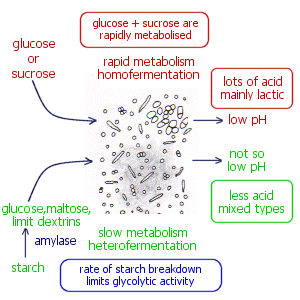 glucose + sucrose are
rapidly metabolised
glucose
or
sucrose
rapid metabolism
homofermentation
lots of acid
mainly lactic
low pH
not so
low pH
less acid
mixed types
glucose,maltose,
limit dextrins
amylase
starch
slow metabolism
heterofermentation
rate of starch breakdown
limits glycolytic activity